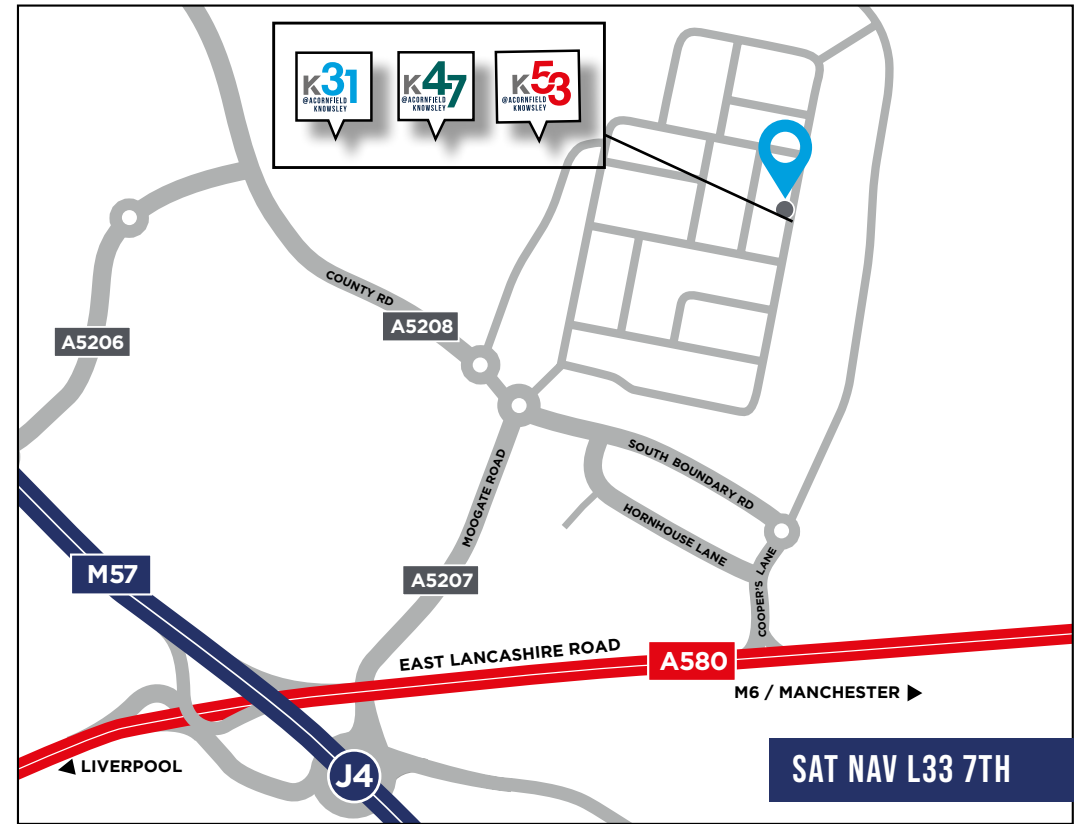 K31
@ACORNFIELD
KNOWSLEY
K47
@ACORNFIELD
KNOWSLEY
K53
@ACORNFIELD
KNOWSLEY
COUNTY RD
A5208
A5206
SOUTH BOUNDARY RD
MOOGATE ROAD
HORNHOUSE LANE
M57
A5207
COOPER'S LANE
EAST LANCASHIRE ROAD
A580
M6 / MANCHESTER ▶
◀ LIVERPOOL
J4
SAT NAV L33 7TH